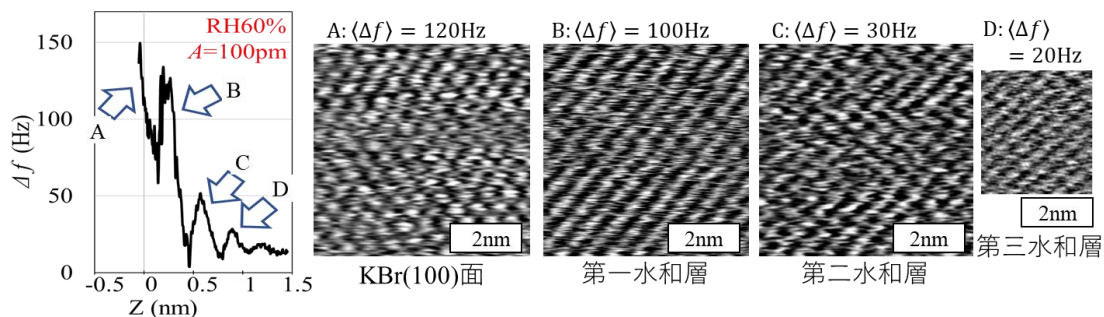 RH60%
A=100pm
150
100
50
0
Δf (Hz)
A
B
C
D
-0.5
0
0.5
1
1.5
Z (nm)
A:⟨Δf⟩ = 120Hz
2nm
KBr(100)面
B:⟨Δf⟩ = 100Hz
2nm
第一水和層
C:⟨Δf⟩ = 30Hz
2nm
第二水和層
D:⟨Δf⟩
= 20Hz
2nm
第三水和層